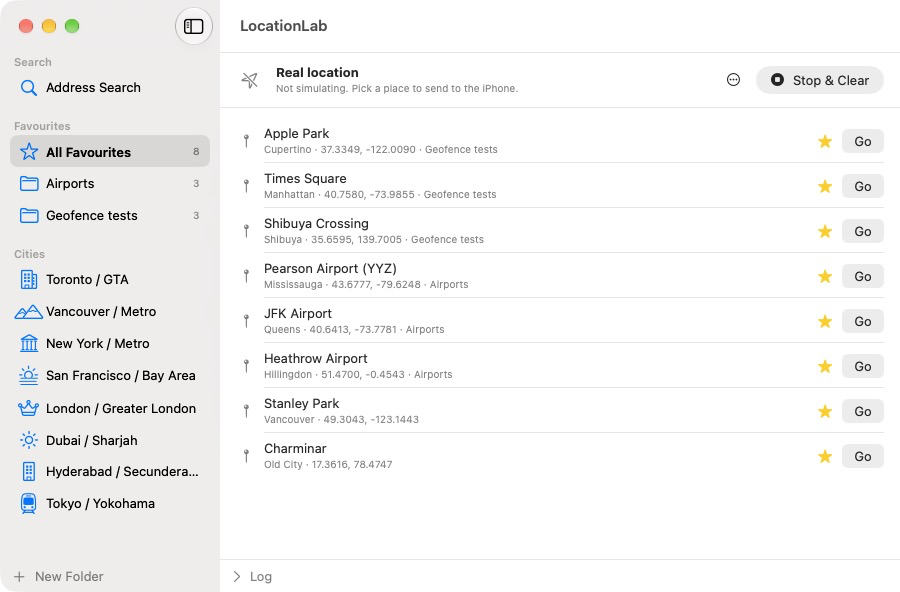 LocationLab
Search
Address Search
Favourites
All Favourites 8
Airports 3
Geofence tests 3
Cities
Toronto / GTA
Vancouver / Metro
New York / Metro
San Francisco / Bay Area
London / Greater London
Dubai / Sharjah
Hyderabad / Secundera...
Tokyo / Yokohama
New Folder
Real location
Not simulating. Pick a place to send to the iPhone.
Stop & Clear
Apple Park
Cupertino · 37.3349, -122.0090 · Geofence tests
Go
Times Square
Manhattan · 40.7580, -73.9855 · Geofence tests
Go
Shibuya Crossing
Shibuya · 35.6595, 139.7005 · Geofence tests
Go
Pearson Airport (YYZ)
Mississauga · 43.6777, -79.6248 · Airports
Go
JFK Airport
Queens · 40.6413, -73.7781 · Airports
Go
Heathrow Airport
Hillingdon · 51.4700, -0.4543 · Airports
Go
Stanley Park
Vancouver · 49.3043, -123.1443
Go
Charminar
Old City · 17.3616, 78.4747
Go
Log